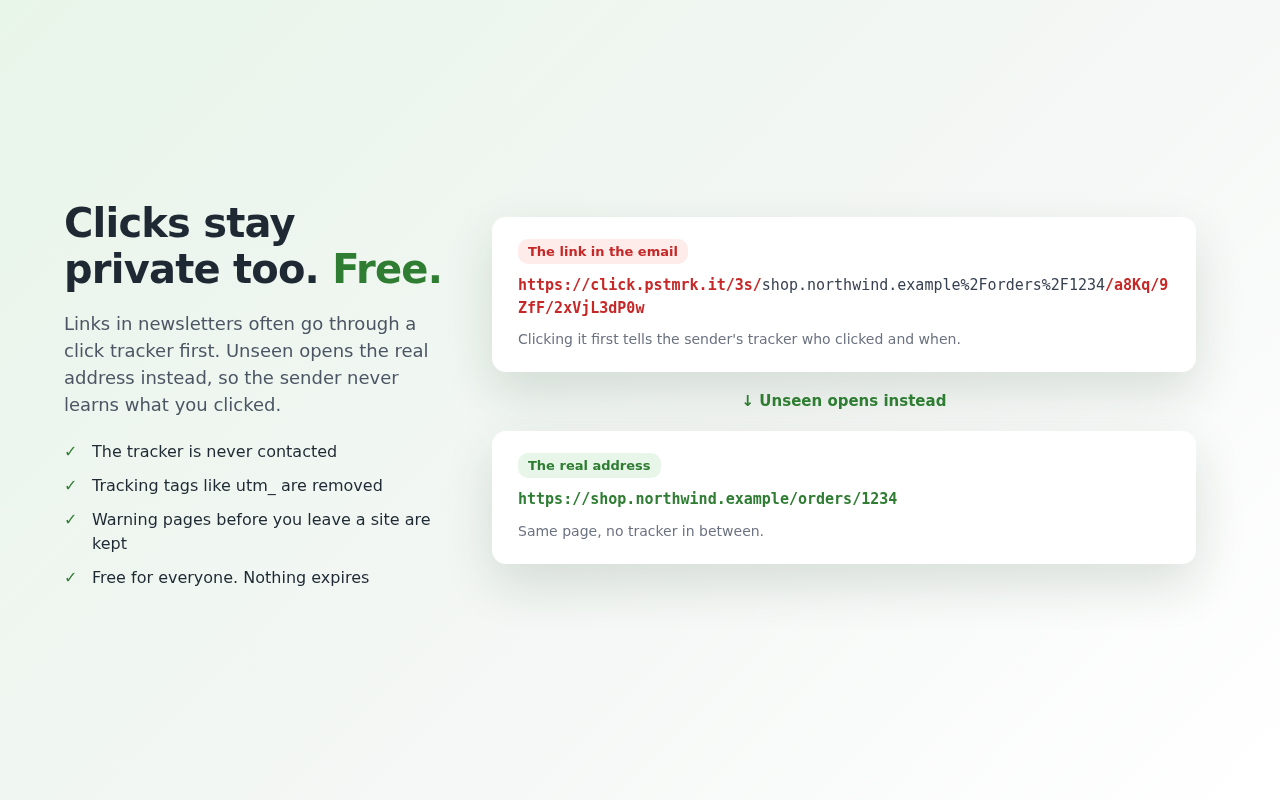 Clicks stay
private too. Free.
Links in newsletters often go through a
click tracker first. Unseen opens the real
address instead, so the sender never
learns what you clicked.
✓ The tracker is never contacted
✓ Tracking tags like utm_ are removed
✓ Warning pages before you leave a site are
kept
✓ Free for everyone. Nothing expires
The link in the email
https://click.pstmrk.it/3s/shop.northwind.example%2Forders%2F1234/a8Kq/9
ZfF/2xVjL3dP0w
Clicking it first tells the sender's tracker who clicked and when.
↓ Unseen opens instead
The real address
https://shop.northwind.example/orders/1234
Same page, no tracker in between.